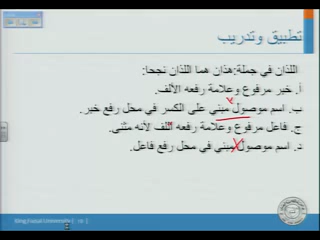 تطبيق وتدريب
اللذان في جملة:هذان هما اللذان نجحا:
أ. خبر مرفوع وعلامة رفعه الألف.
ب. اسم موصول مبني على الكسر في محل رفع خبر.
ج. فاعل مرفوع وعلامة رفعه اللف لأنه مثنى.
د. اسم موصول مبني في محل رفع فاعل.
King Faisal University